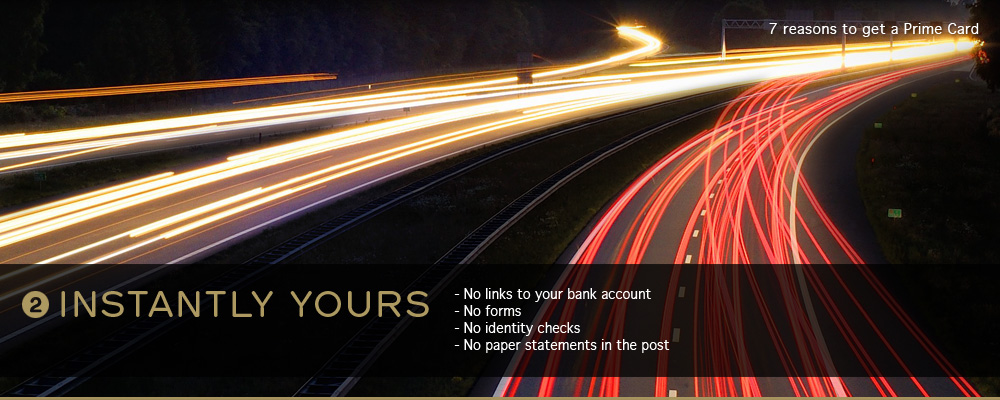 7 reasons to get a Prime Card
2 INSTANTLY YOURS
- No links to your bank account
- No forms
- No identity checks
- No paper statements in the post